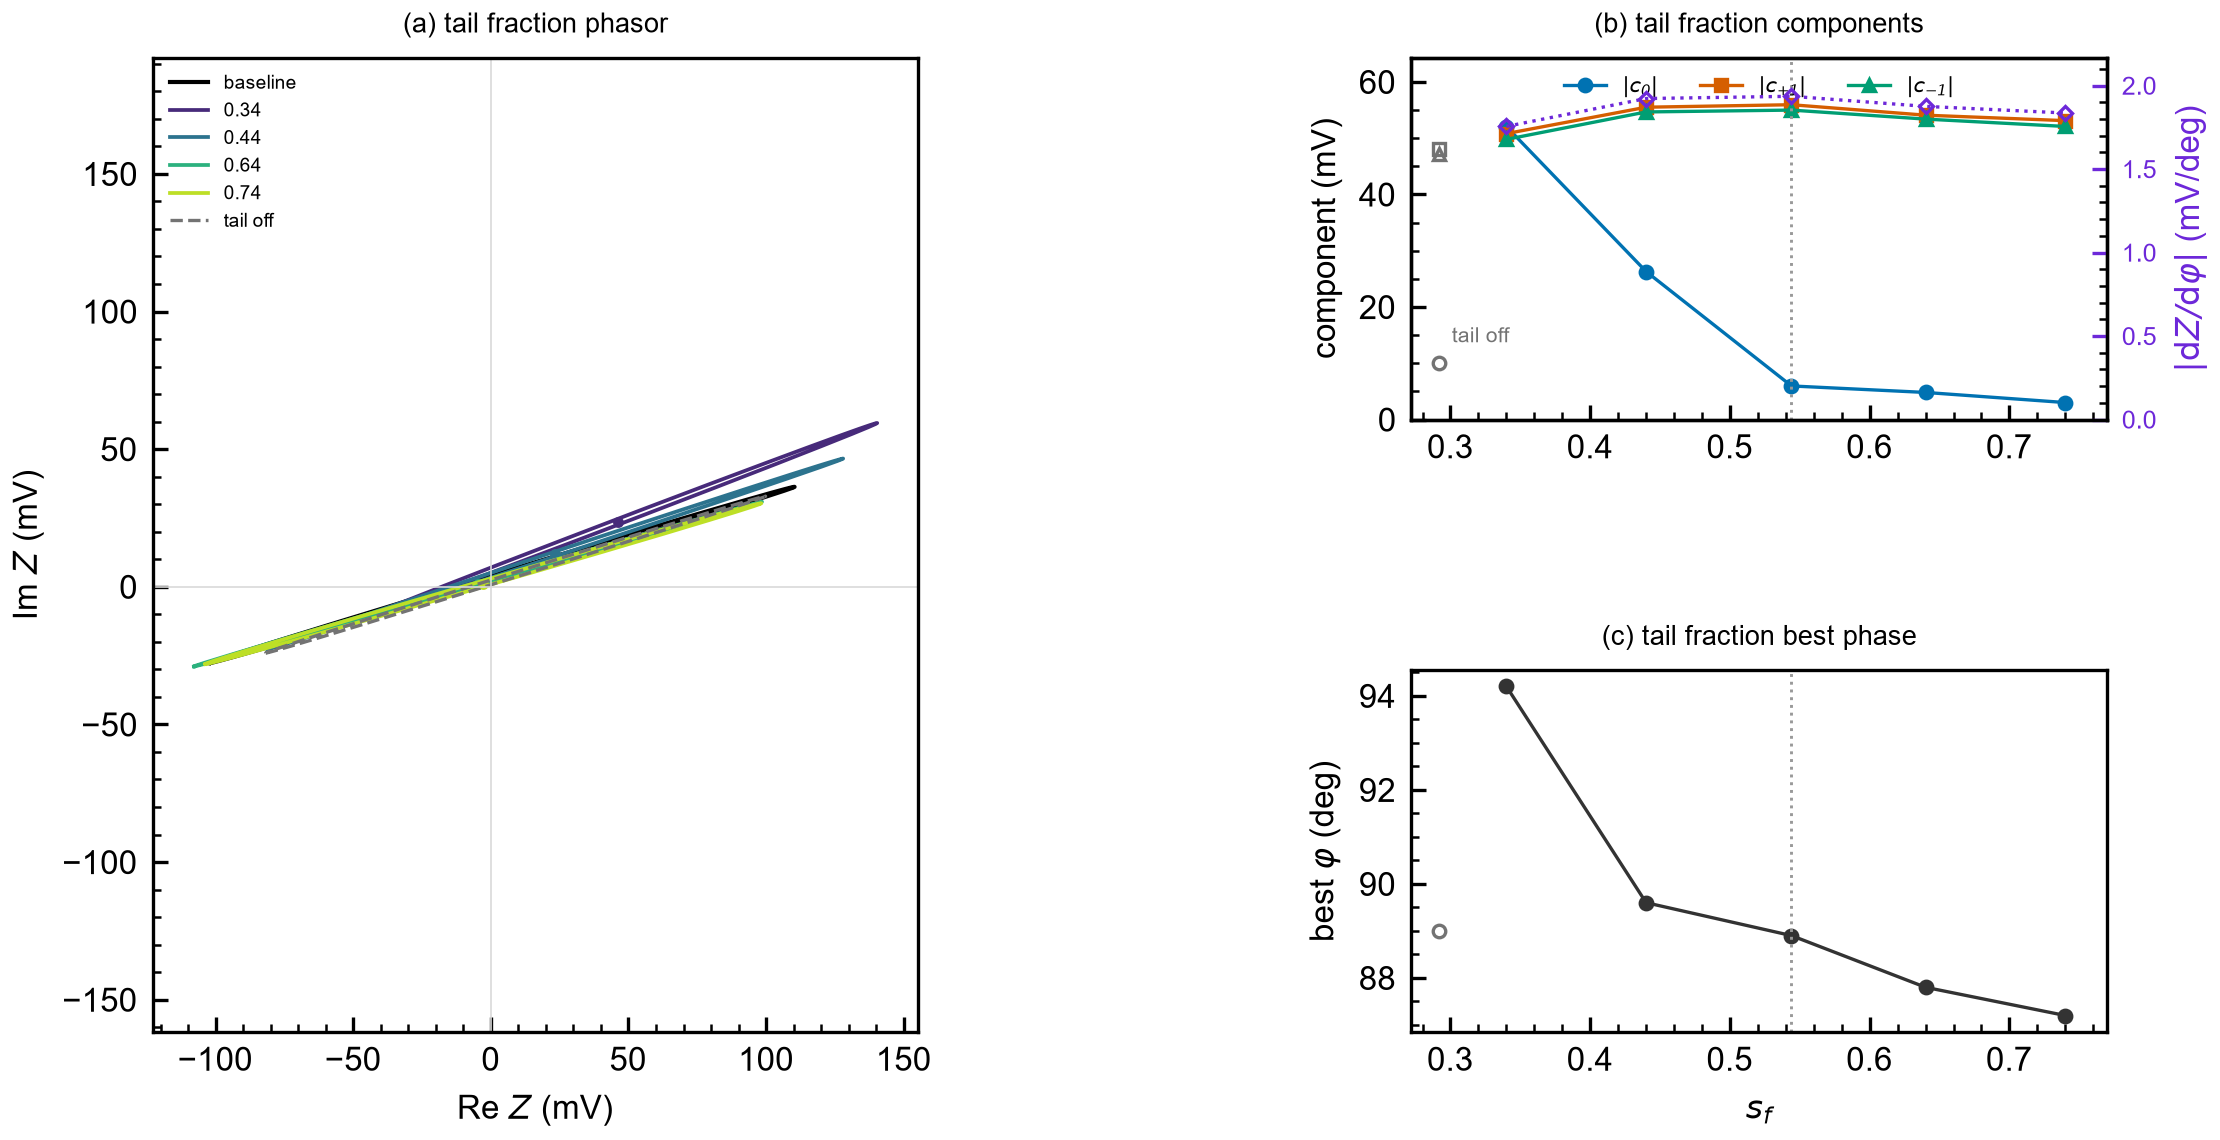 (a) tail fraction phasor
baseline
0.34
0.44
0.64
0.74
tail off
150
100
50
0
−50
−100
−150
−100
−50
0
50
100
150
Im Z (mV)
Re Z (mV)
(b) tail fraction components
|c₀|
|c₊₁|
|c₋₁|
60
40
20
0
component (mV)
tail off
2.0
1.5
1.0
0.5
0.0
|dZ/dφ| (mV/deg)
0.3
0.4
0.5
0.6
0.7
(c) tail fraction best phase
94
92
90
88
best φ (deg)
0.3
0.4
0.5
0.6
0.7
s_f